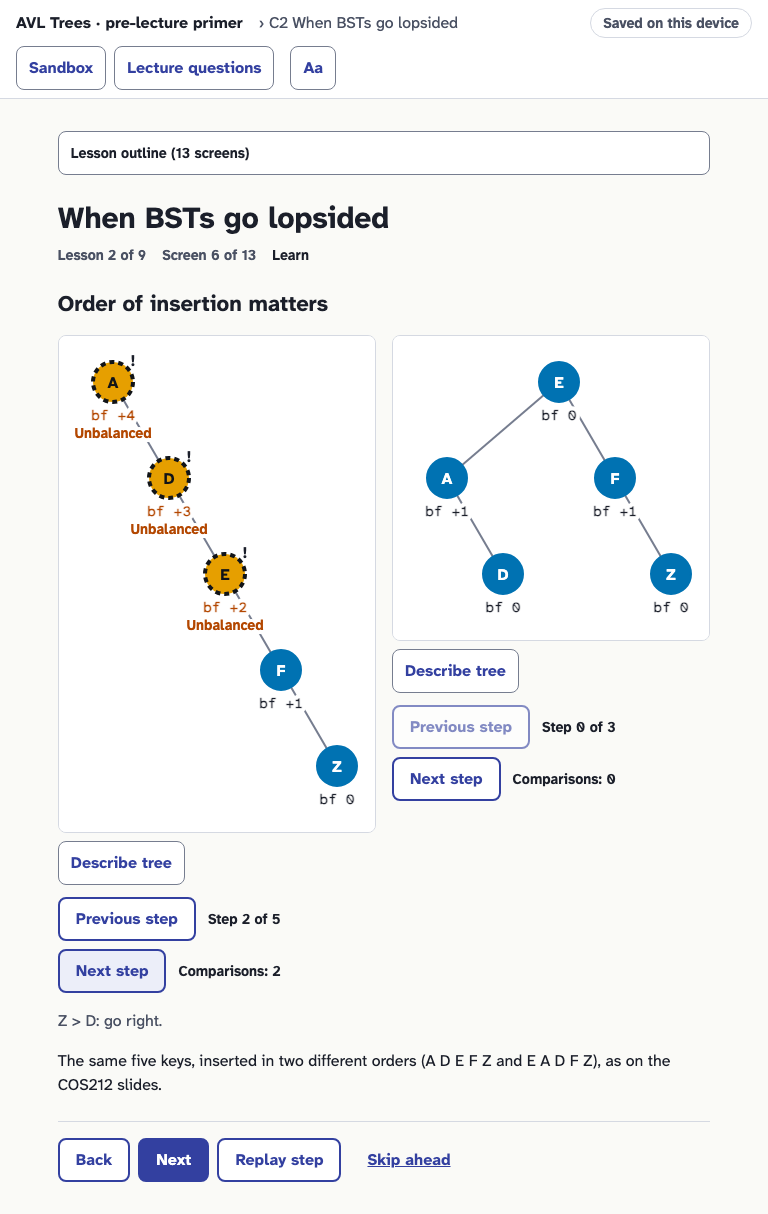 AVL Trees · pre-lecture primer › C2 When BSTs go lopsided Saved on this device
Sandbox Lecture questions Aa
Lesson outline (13 screens)
When BSTs go lopsided
Lesson 2 of 9 Screen 6 of 13 Learn
Order of insertion matters
!
A
bf +4
Unbalanced
!
D
bf +3
Unbalanced
!
E
bf +2
Unbalanced
F
bf +1
Z
bf 0
E
bf 0
A
bf +1
F
bf +1
D
bf 0
Z
bf 0
Describe tree
Previous step Step 0 of 3
Next step Comparisons: 0
Describe tree
Previous step Step 2 of 5
Next step Comparisons: 2
Z > D: go right.
The same five keys, inserted in two different orders (A D E F Z and E A D F Z), as on the
COS212 slides.
Back Next Replay step Skip ahead